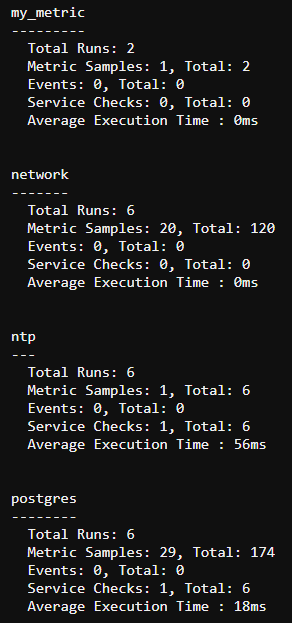 my_metric
---------
Total Runs: 2
Metric Samples: 1, Total: 2
Events: 0, Total: 0
Service Checks: 0, Total: 0
Average Execution Time : 0ms
network
-------
Total Runs: 6
Metric Samples: 20, Total: 120
Events: 0, Total: 0
Service Checks: 0, Total: 0
Average Execution Time : 0ms
ntp
---
Total Runs: 6
Metric Samples: 1, Total: 6
Events: 0, Total: 0
Service Checks: 1, Total: 6
Average Execution Time : 56ms
postgres
--------
Total Runs: 6
Metric Samples: 29, Total: 174
Events: 0, Total: 0
Service Checks: 1, Total: 6
Average Execution Time : 18ms